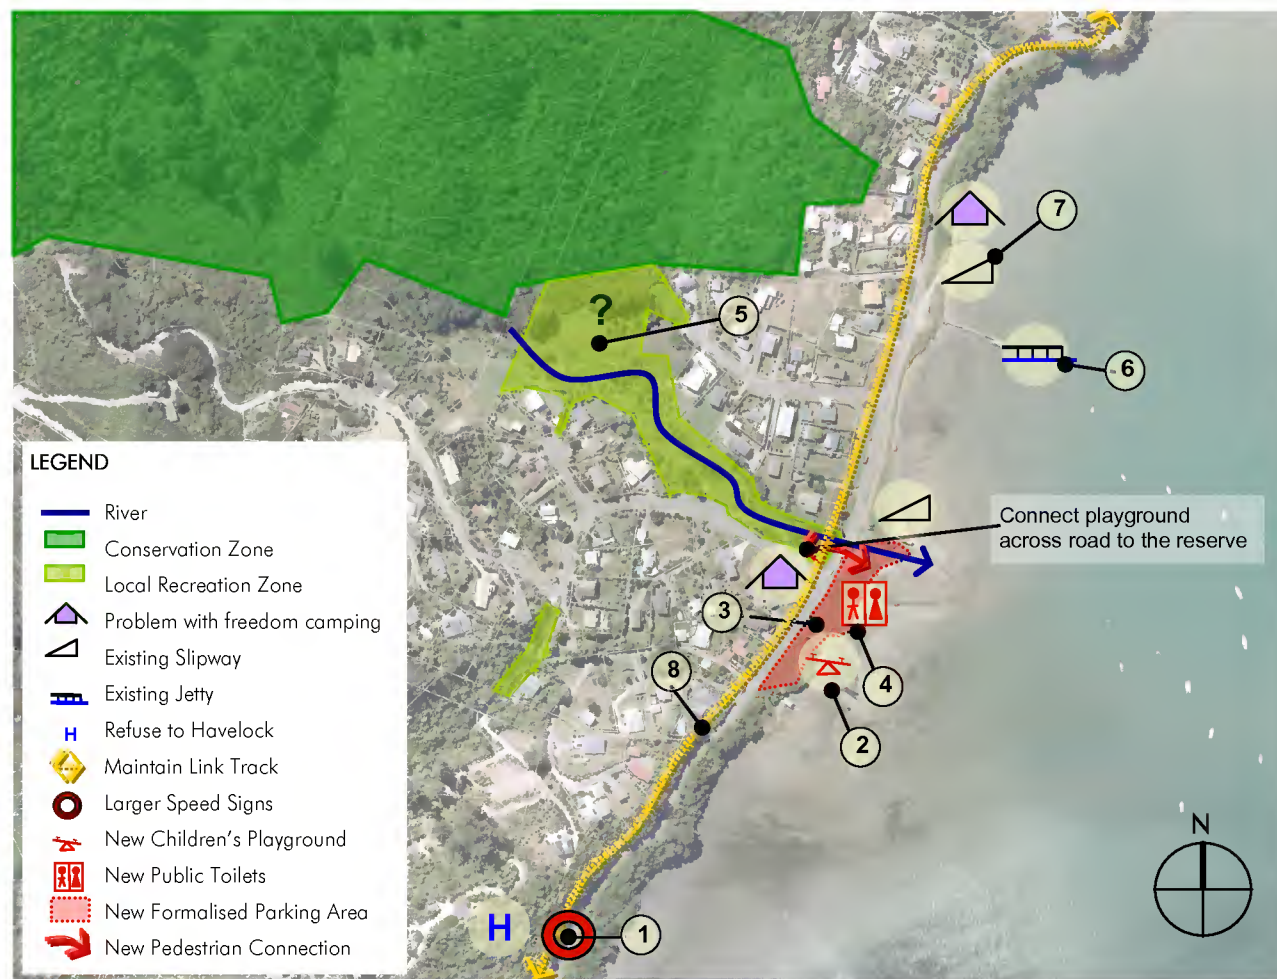 7
?
5
6
Connect playground
across road to the reserve
3
8
4
2
N
H
1
LEGEND
River
Conservation Zone
Local Recreation Zone
Problem with freedom camping
Existing Slipway
Existing Jetty
H Refuse to Havelock
Maintain Link Track
Larger Speed Signs
New Children's Playground
New Public Toilets
New Formalised Parking Area
New Pedestrian Connection